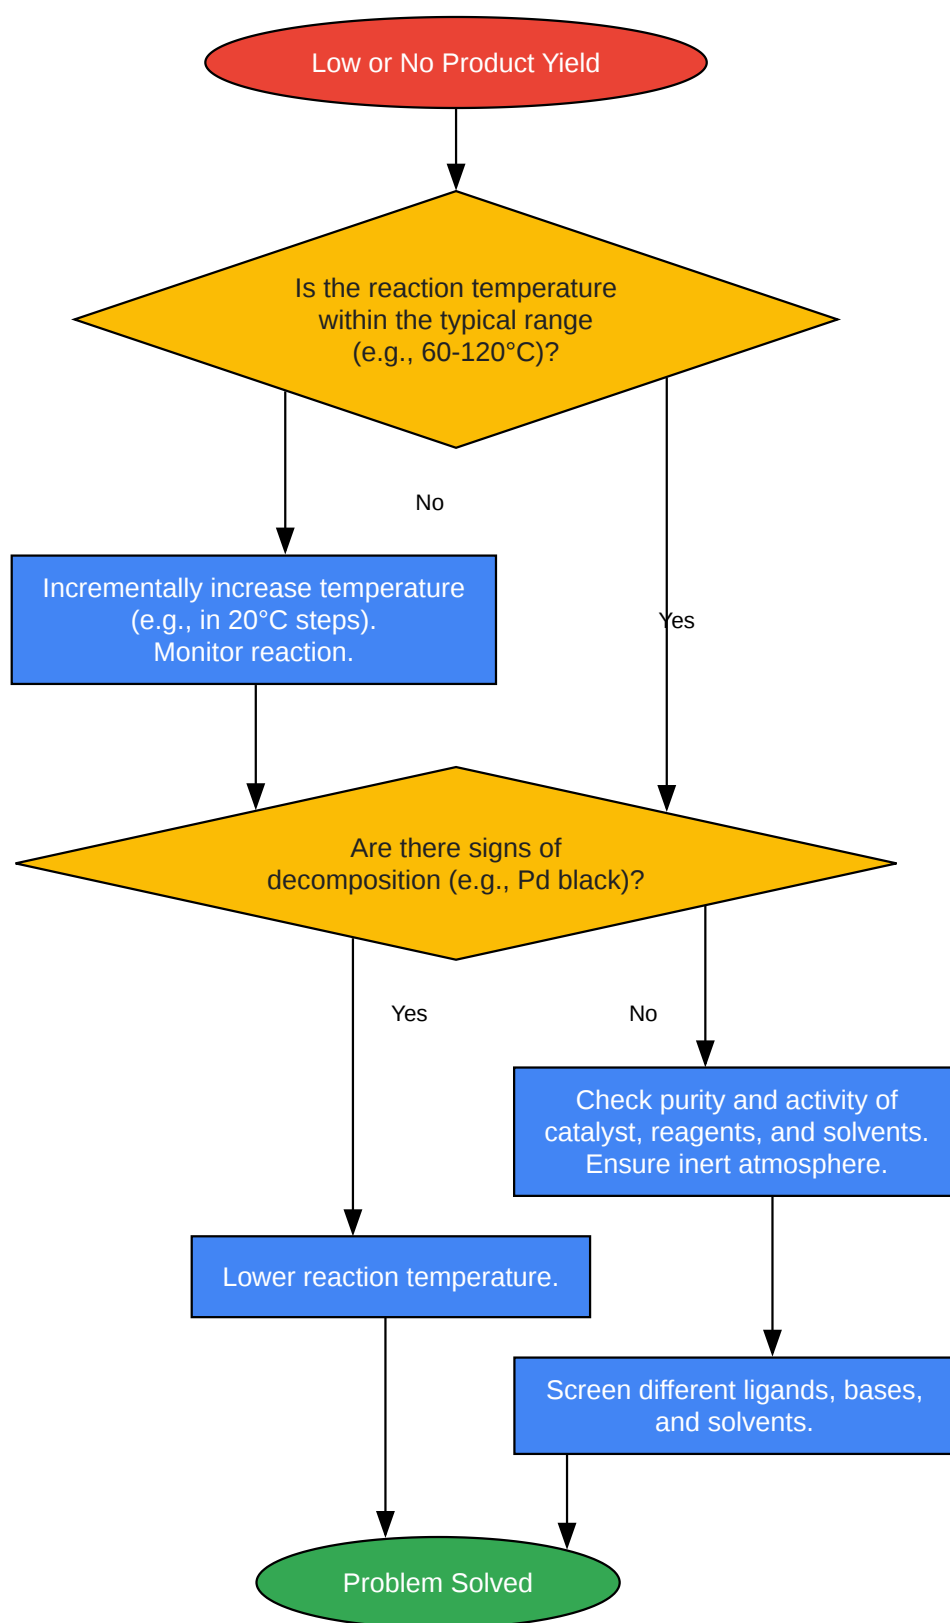 Low or No Product Yield
Is the reaction temperature
within the typical range
(e.g., 60-120°C)?
No
Incrementally increase temperature
(e.g., in 20°C steps).
Monitor reaction.
Yes
Are there signs of
decomposition (e.g., Pd black)?
Yes
No
Check purity and activity of
catalyst, reagents, and solvents.
Ensure inert atmosphere.
Lower reaction temperature.
Screen different ligands, bases,
and solvents.
Problem Solved